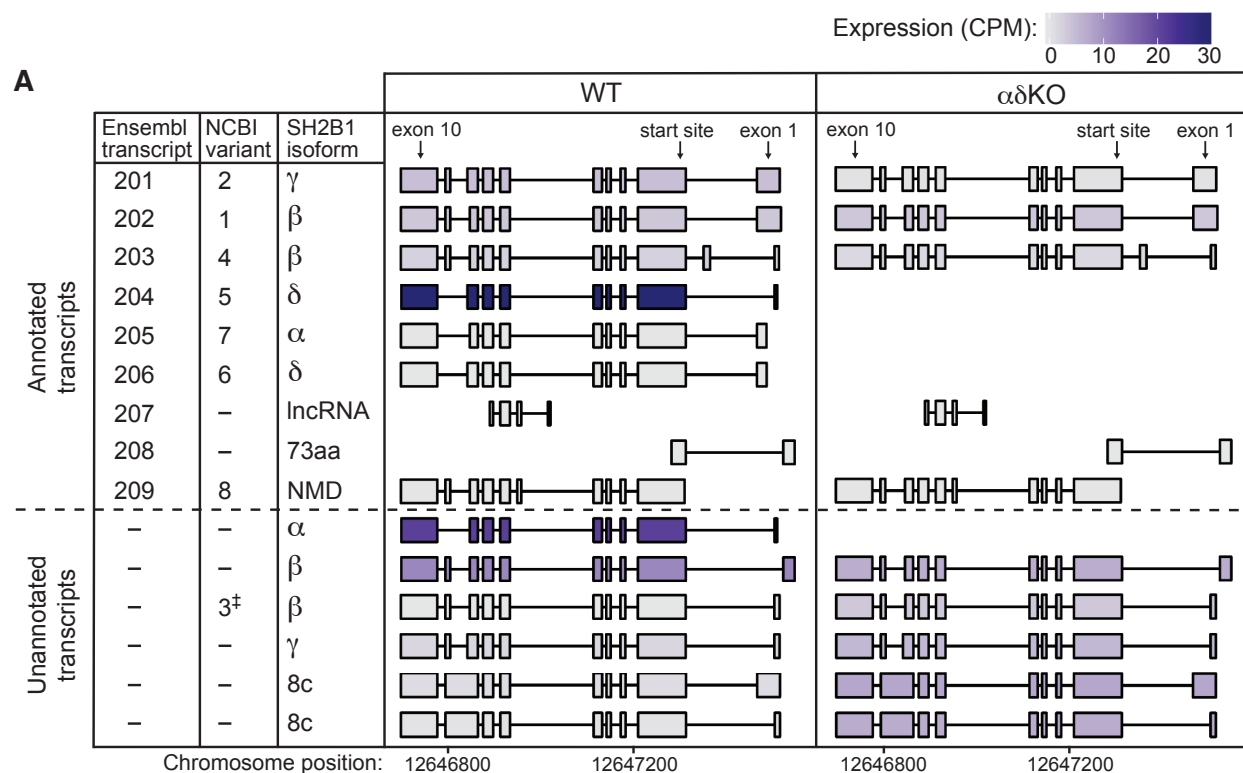 Expression (CPM):
0 10 20 30
A
WT αδKO
Ensembl transcript NCBI variant SH2B1 isoform
exon 10 start site exon 1 exon 10 start site exon 1
Annotated transcripts
201 2 γ
202 1 β
203 4 β
204 5 δ
205 7 α
206 6 δ
207 – lncRNA
208 – 73aa
209 8 NMD
Unannotated transcripts
– – α
– – β
– 3‡ β
– – γ
– – 8c
– – 8c
Chromosome position: 12646800 12647200 12646800 12647200